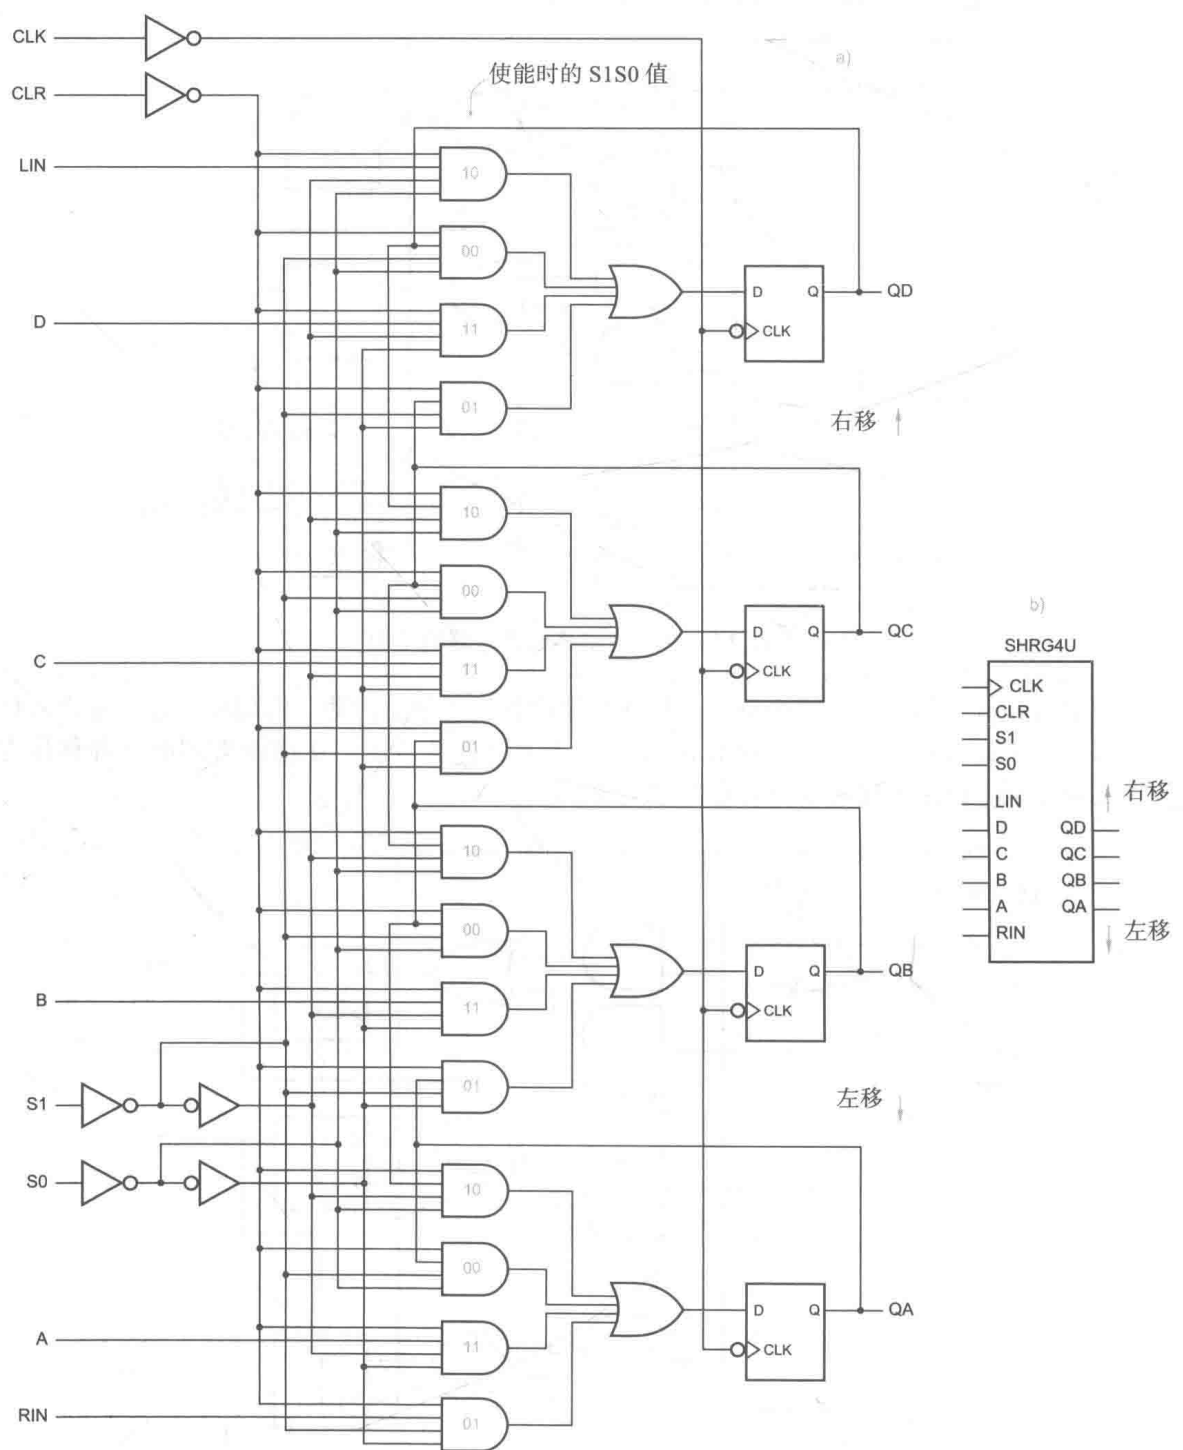 CLK
a)
使能时的 S1S0 值
CLR
LIN
10
00
D
Q
QD
D
11
CLK
01
右移
10
00
b)
D
Q
QC
SHRG4U
C
11
CLK
CLK
CLR
S1
01
S0
右移
LIN
D
QD
10
C
QC
B
QB
A
QA
00
RIN
左移
D
Q
QB
B
11
CLK
01
S1
左移
S0
10
00
D
Q
QA
A
11
CLK
RIN
01